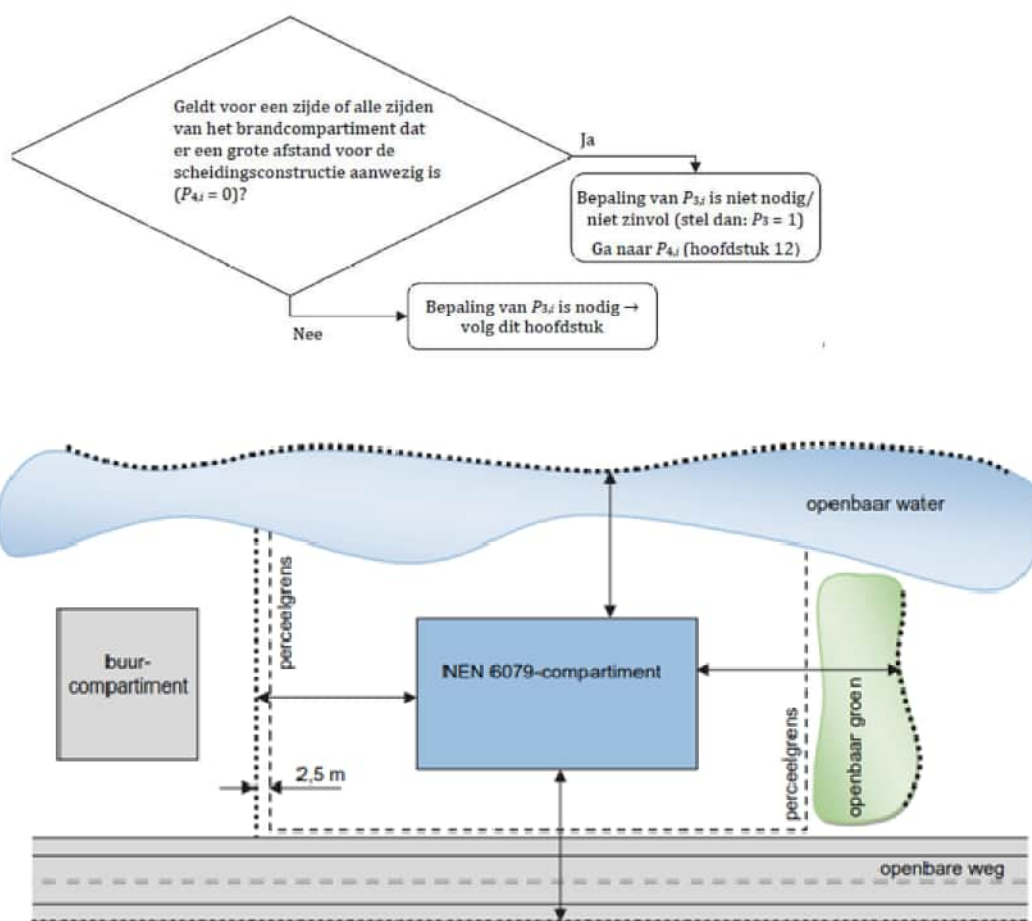 Geldt voor een zijde of alle zijden
van het brandcompartiment dat
er een grote afstand voor de
scheidingsconstructie aanwezig is
(P4,i = 0)?
Ja
Bepaling van P3,i is niet nodig/
niet zinvol (stel dan: P3 = 1)
Ga naar P4,i (hoofdstuk 12)
Nee
Bepaling van P3,i is nodig →
volg dit hoofdstuk
openbaar water
perceelgrens
buur-
compartiment
NEN 6079-compartiment
perceelgrens
openbaar groen
2,5 m
openbare weg